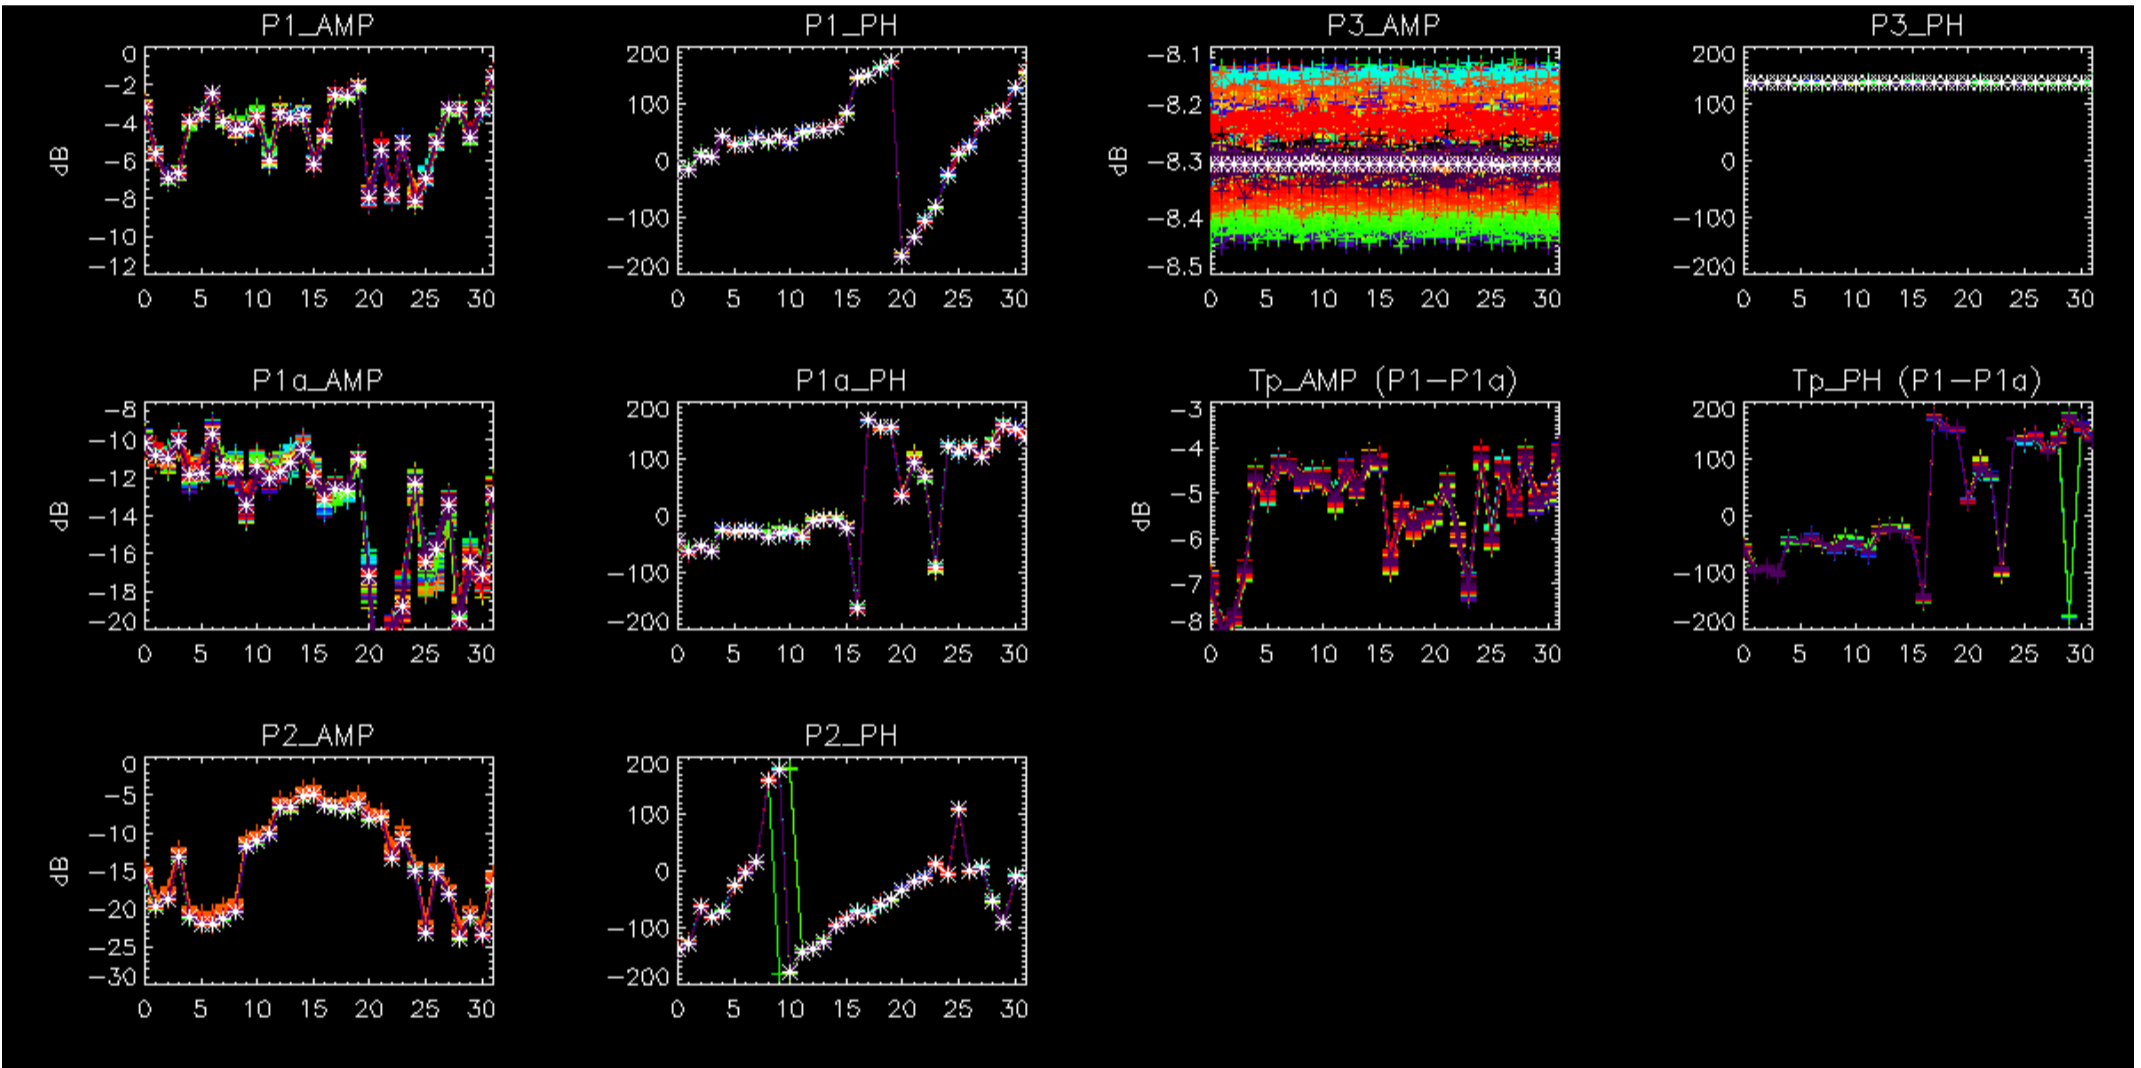 P1_AMP
P1_PH
P3_AMP
P3_PH
0
−2
−4
−6
−8
−10
−12
dB
0 5 10 15 20 25 30
200
100
0
−100
−200
0 5 10 15 20 25 30
−8.1
−8.2
−8.3
−8.4
−8.5
dB
0 5 10 15 20 25 30
200
100
0
−100
−200
0 5 10 15 20 25 30
P1a_AMP
P1a_PH
Tp_AMP (P1−P1a)
Tp_PH (P1−P1a)
−8
−10
−12
−14
−16
−18
−20
dB
0 5 10 15 20 25 30
200
100
0
−100
−200
0 5 10 15 20 25 30
−3
−4
−5
−6
−7
−8
dB
0 5 10 15 20 25 30
200
100
0
−100
−200
0 5 10 15 20 25 30
P2_AMP
P2_PH
0
−5
−10
−15
−20
−25
−30
dB
0 5 10 15 20 25 30
200
100
0
−100
−200
0 5 10 15 20 25 30